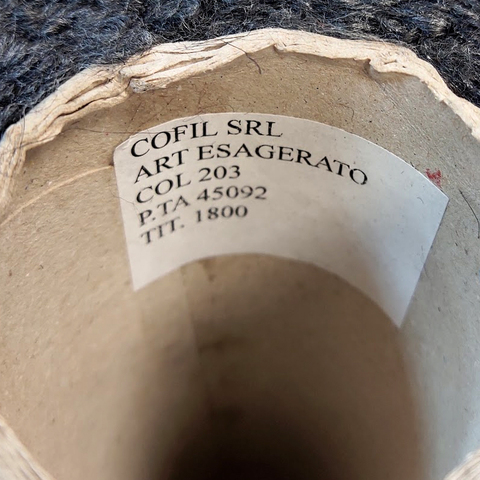 COFIL SRL
ART ESAGERATO
COL 203
P.TA 45092
TIT. 1800